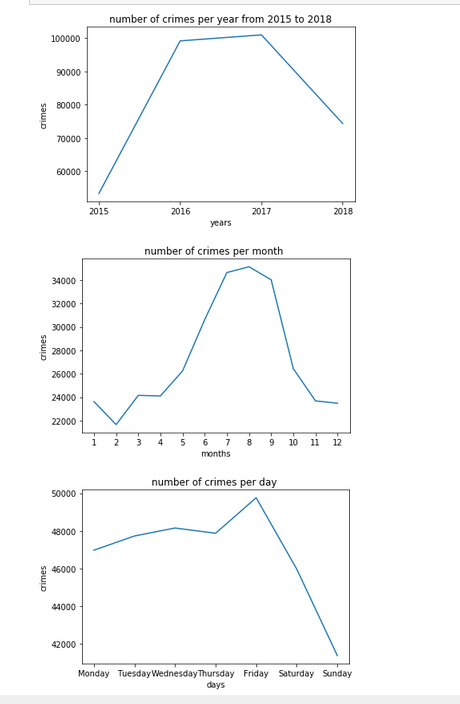 number of crimes per year from 2015 to 2018
100000
90000
80000
70000
60000
crimes
2015 2016 2017 2018
years
number of crimes per month
34000
32000
30000
28000
26000
24000
22000
crimes
1 2 3 4 5 6 7 8 9 10 11 12
months
number of crimes per day
50000
48000
46000
44000
42000
crimes
Monday Tuesday Wednesday Thursday Friday Saturday Sunday
days